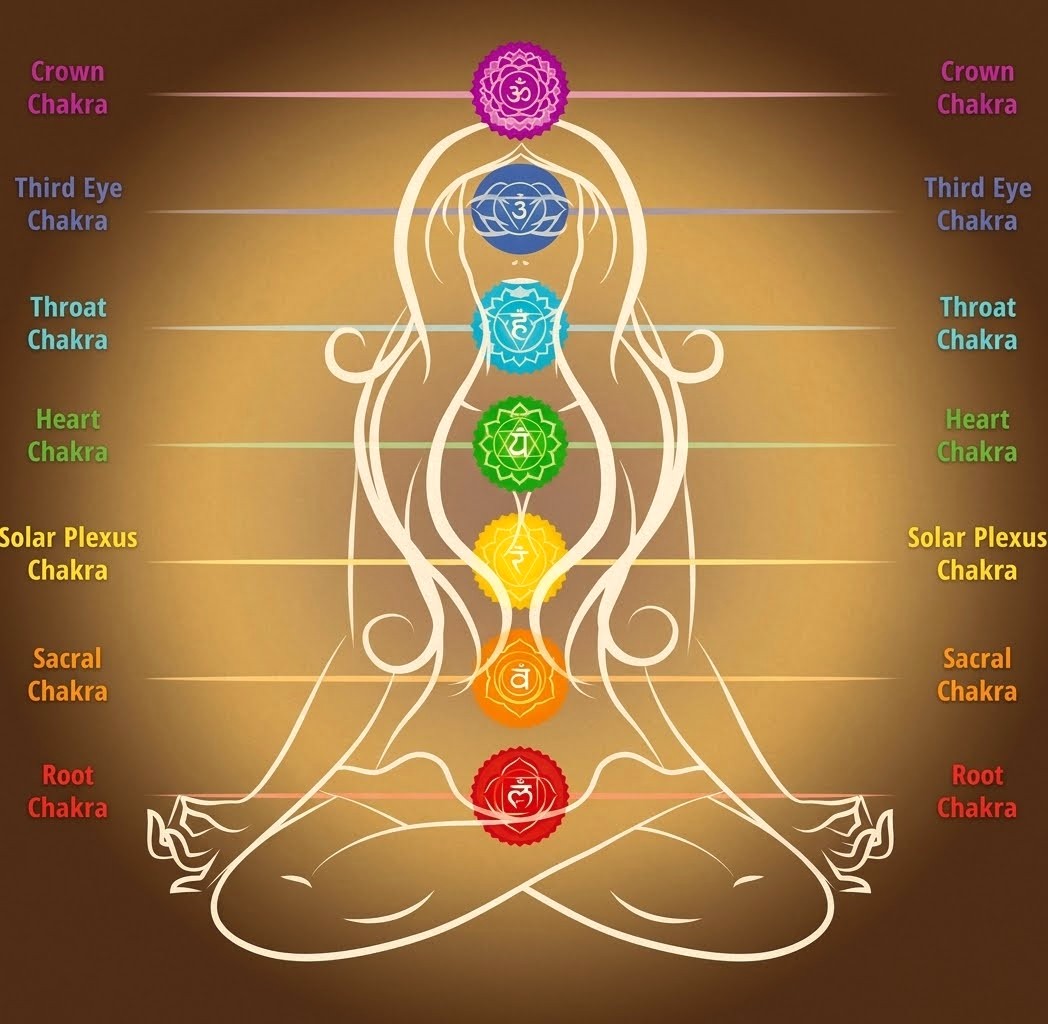 Crown
Chakra
Third Eye
Chakra
Throat
Chakra
Heart
Chakra
Solar Plexus
Chakra
Sacral
Chakra
Root
Chakra
ॐ
हँ
यँ
रं
वं
लँ
Crown
Chakra
Third Eye
Chakra
Throat
Chakra
Heart
Chakra
Solar Plexus
Chakra
Sacral
Chakra
Root
Chakra